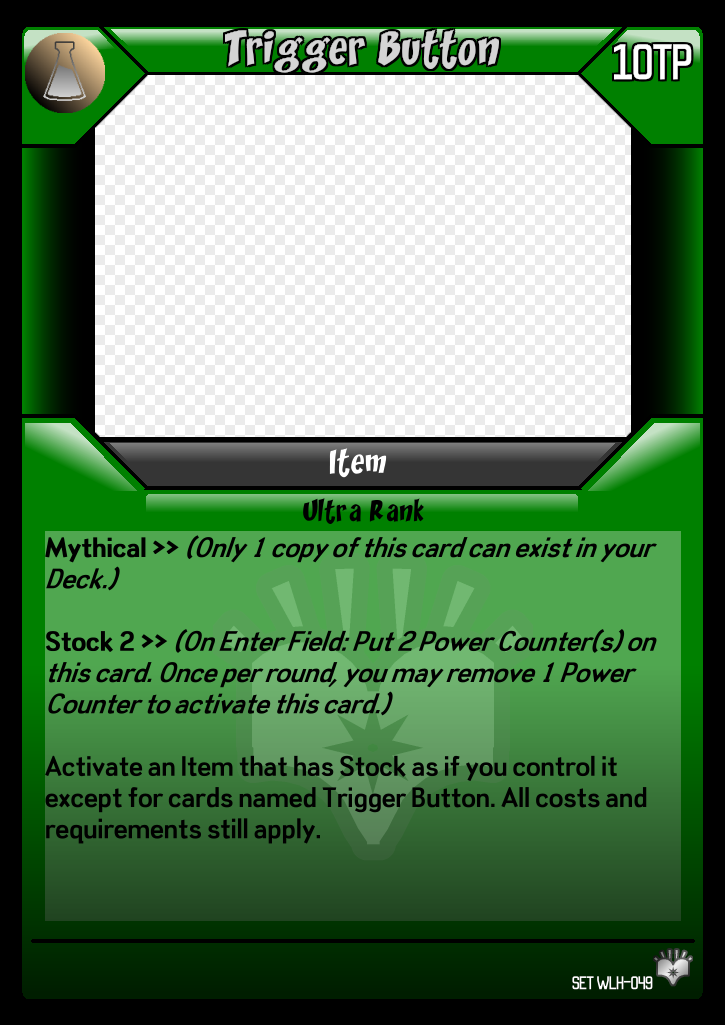 Trigger Button
10TP
Item
Ultra Rank
Mythical >> (Only 1 copy of this card can exist in your
Deck.)
Stock 2 >> (On Enter Field: Put 2 Power Counter(s) on
this card. Once per round, you may remove 1 Power
Counter to activate this card.)
Activate an Item that has Stock as if you control it
except for cards named Trigger Button. All costs and
requirements still apply.
SET WLH-049